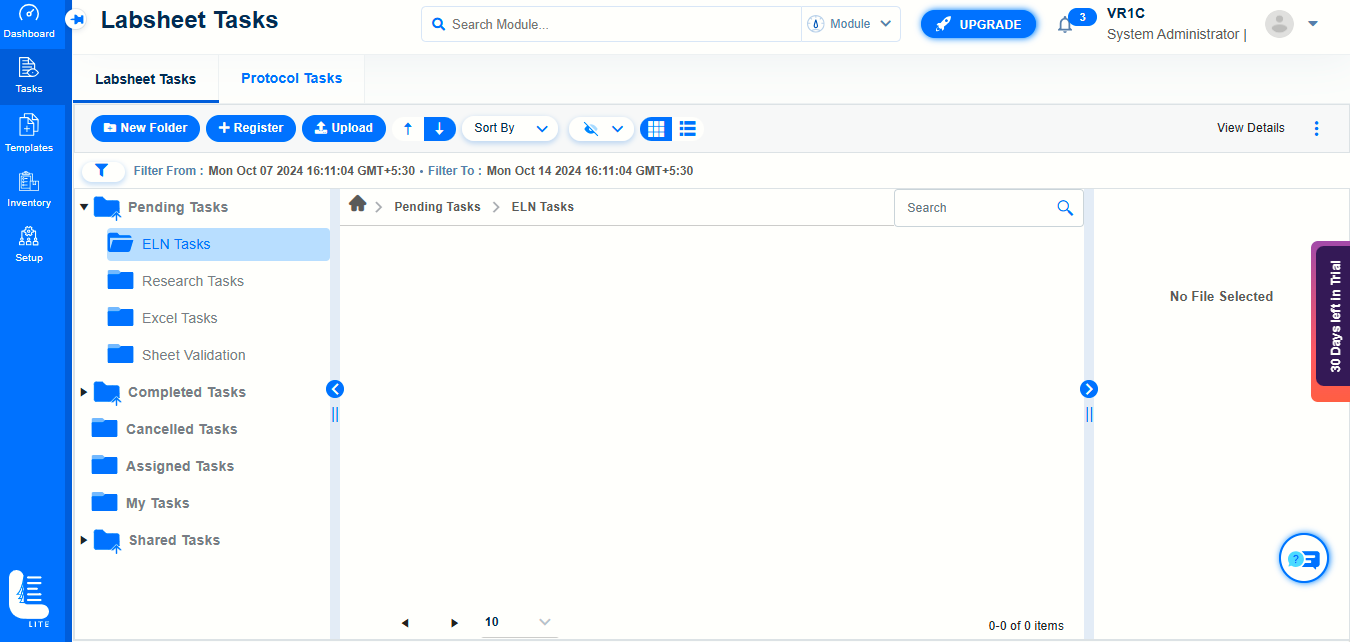 Dashboard
Tasks
Templates
Inventory
Setup
LITE
Labsheet Tasks
Search Module...
Module
UPGRADE
3
VR1C
System Administrator |
Labsheet Tasks
Protocol Tasks
New Folder
Register
Upload
Sort By
View Details
Filter From : Mon Oct 07 2024 16:11:04 GMT+5:30 • Filter To : Mon Oct 14 2024 16:11:04 GMT+5:30
Pending Tasks
ELN Tasks
Research Tasks
Excel Tasks
Sheet Validation
Completed Tasks
Cancelled Tasks
Assigned Tasks
My Tasks
Shared Tasks
Pending Tasks
ELN Tasks
Search
10
0-0 of 0 items
No File Selected
30 Days left in Trial
?